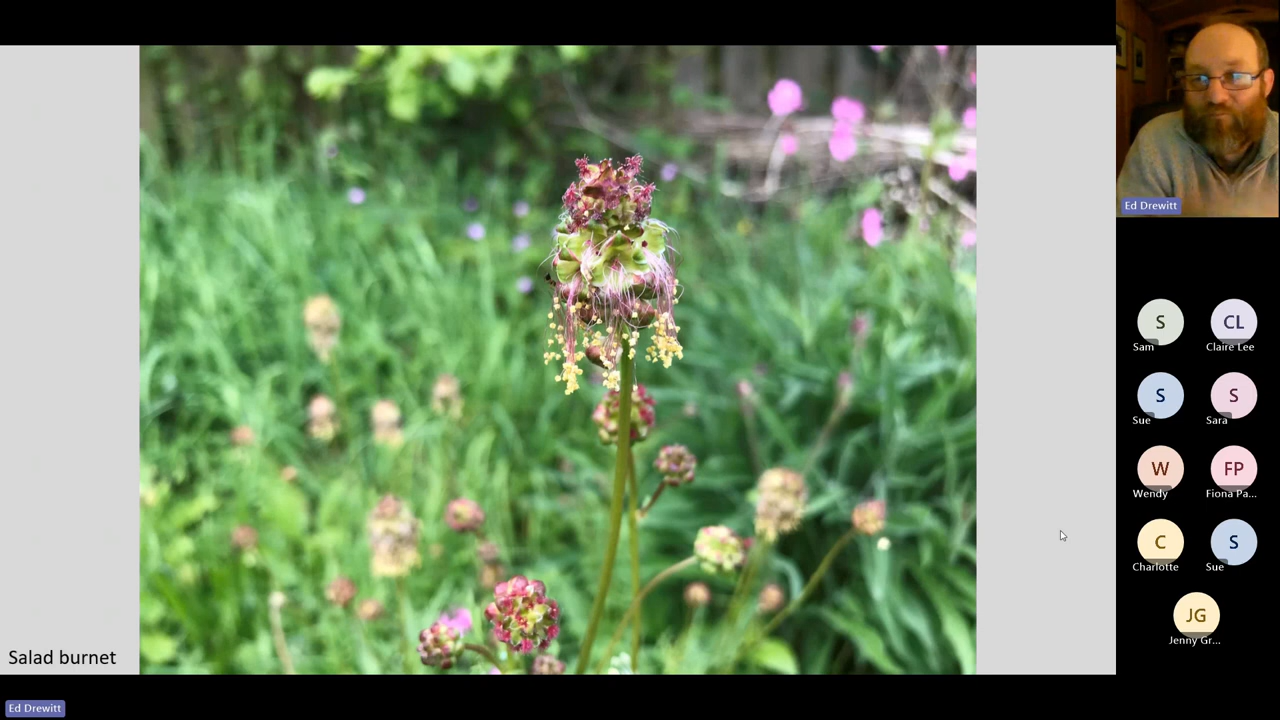 Ed Drewitt
S
Sam
CL
Claire Lee
S
Sue
S
Sara
W
Wendy
FP
Fiona Pa...
C
Charlotte
S
Sue
JG
Jenny Gr...
Salad burnet
Ed Drewitt